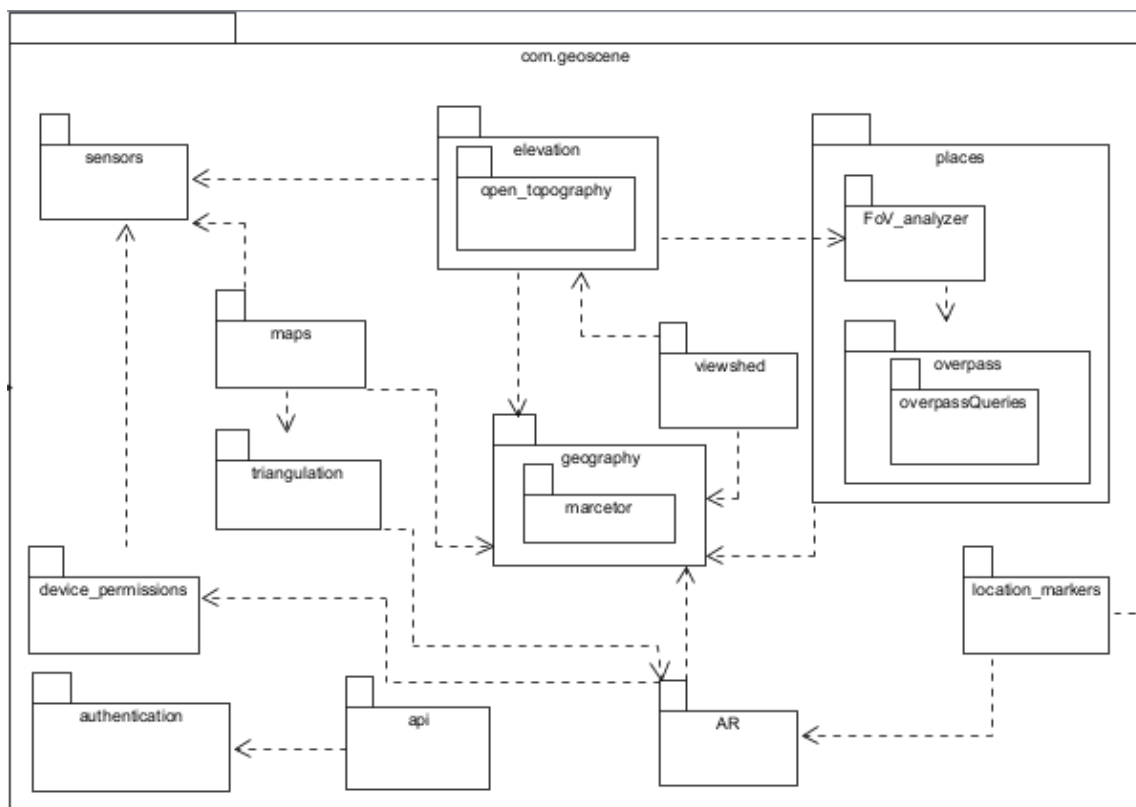 com.geoscene
sensors
elevation
open_topography
places
FoV_analyzer
maps
viewshed
overpass
overpassQueries
triangulation
geography
marcetor
device_permissions
location_markers
authentication
api
AR